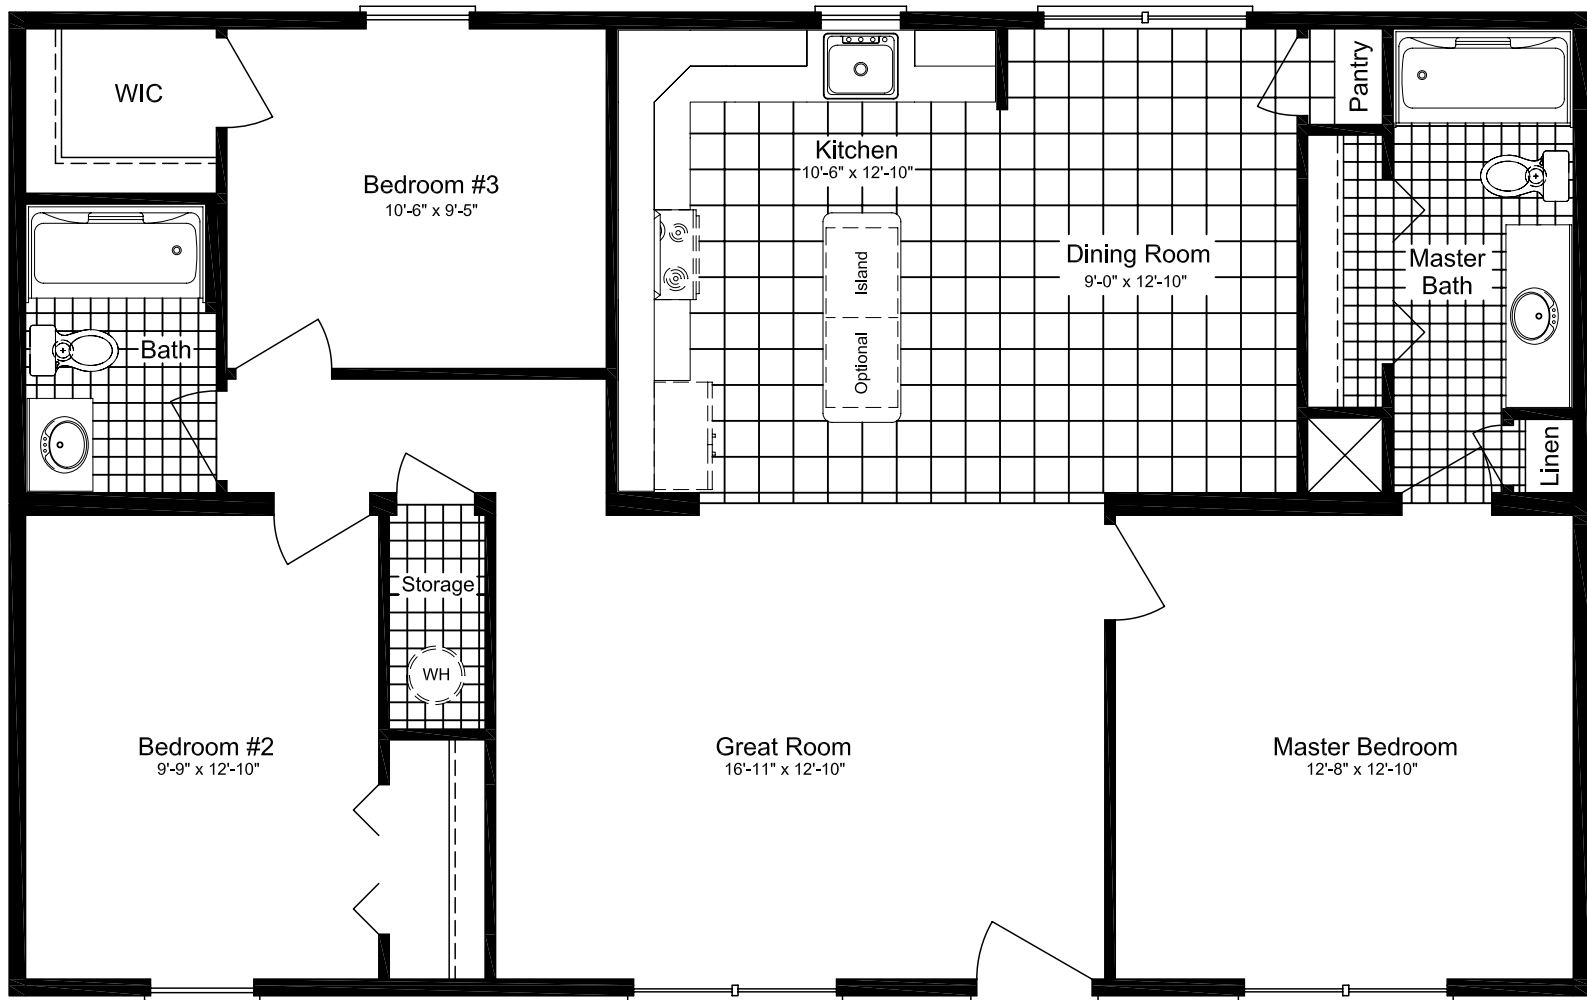 WIC
Bedroom #3
10'-6" x 9'-5"
Kitchen
10'-6" x 12'-10"
Pantry
Dining Room
9'-0" x 12'-10"
Island
Optional
Master
Bath
Bath
Linen
Storage
WH
Bedroom #2
9'-9" x 12'-10"
Great Room
16'-11" x 12'-10"
Master Bedroom
12'-8" x 12'-10"